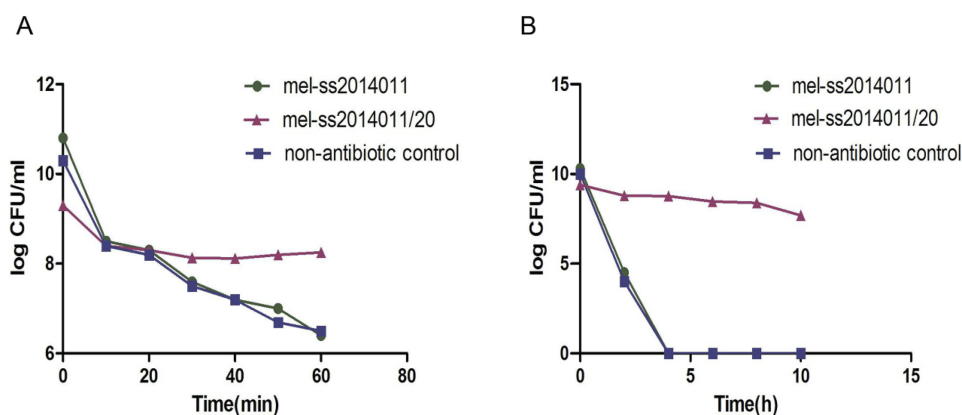 A
12
10
8
6
log CFU/ml
0
20
40
60
80
Time(min)
mel-ss2014011
mel-ss2014011/20
non-antibiotic control
B
15
10
5
0
log CFU/ml
0
5
10
15
Time(h)
mel-ss2014011
mel-ss2014011/20
non-antibiotic control